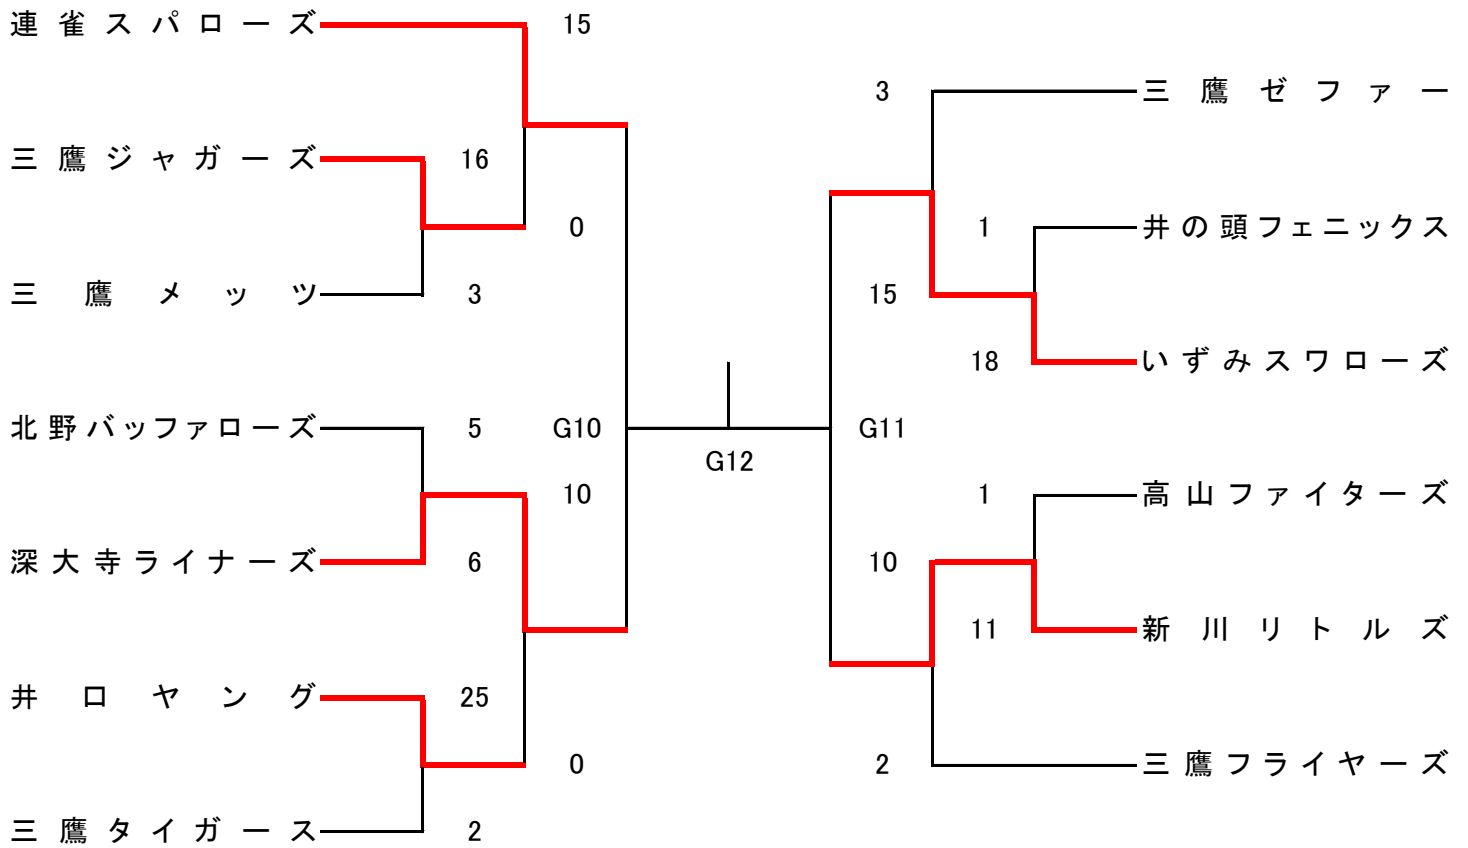 連雀スパローズ 15
3 三鷹ゼファー
三鷹ジャガーズ 16
0 1 井の頭フェニックス
三鷹メッツ 3 15
18 いずみスワローズ
北野バッファローズ 5 G10 G11
G12
10 1 高山ファイターズ
深大寺ライナーズ 6 10
11 新川リトルズ
井口ヤング 25
0 2 三鷹フライヤーズ
三鷹タイガース 2